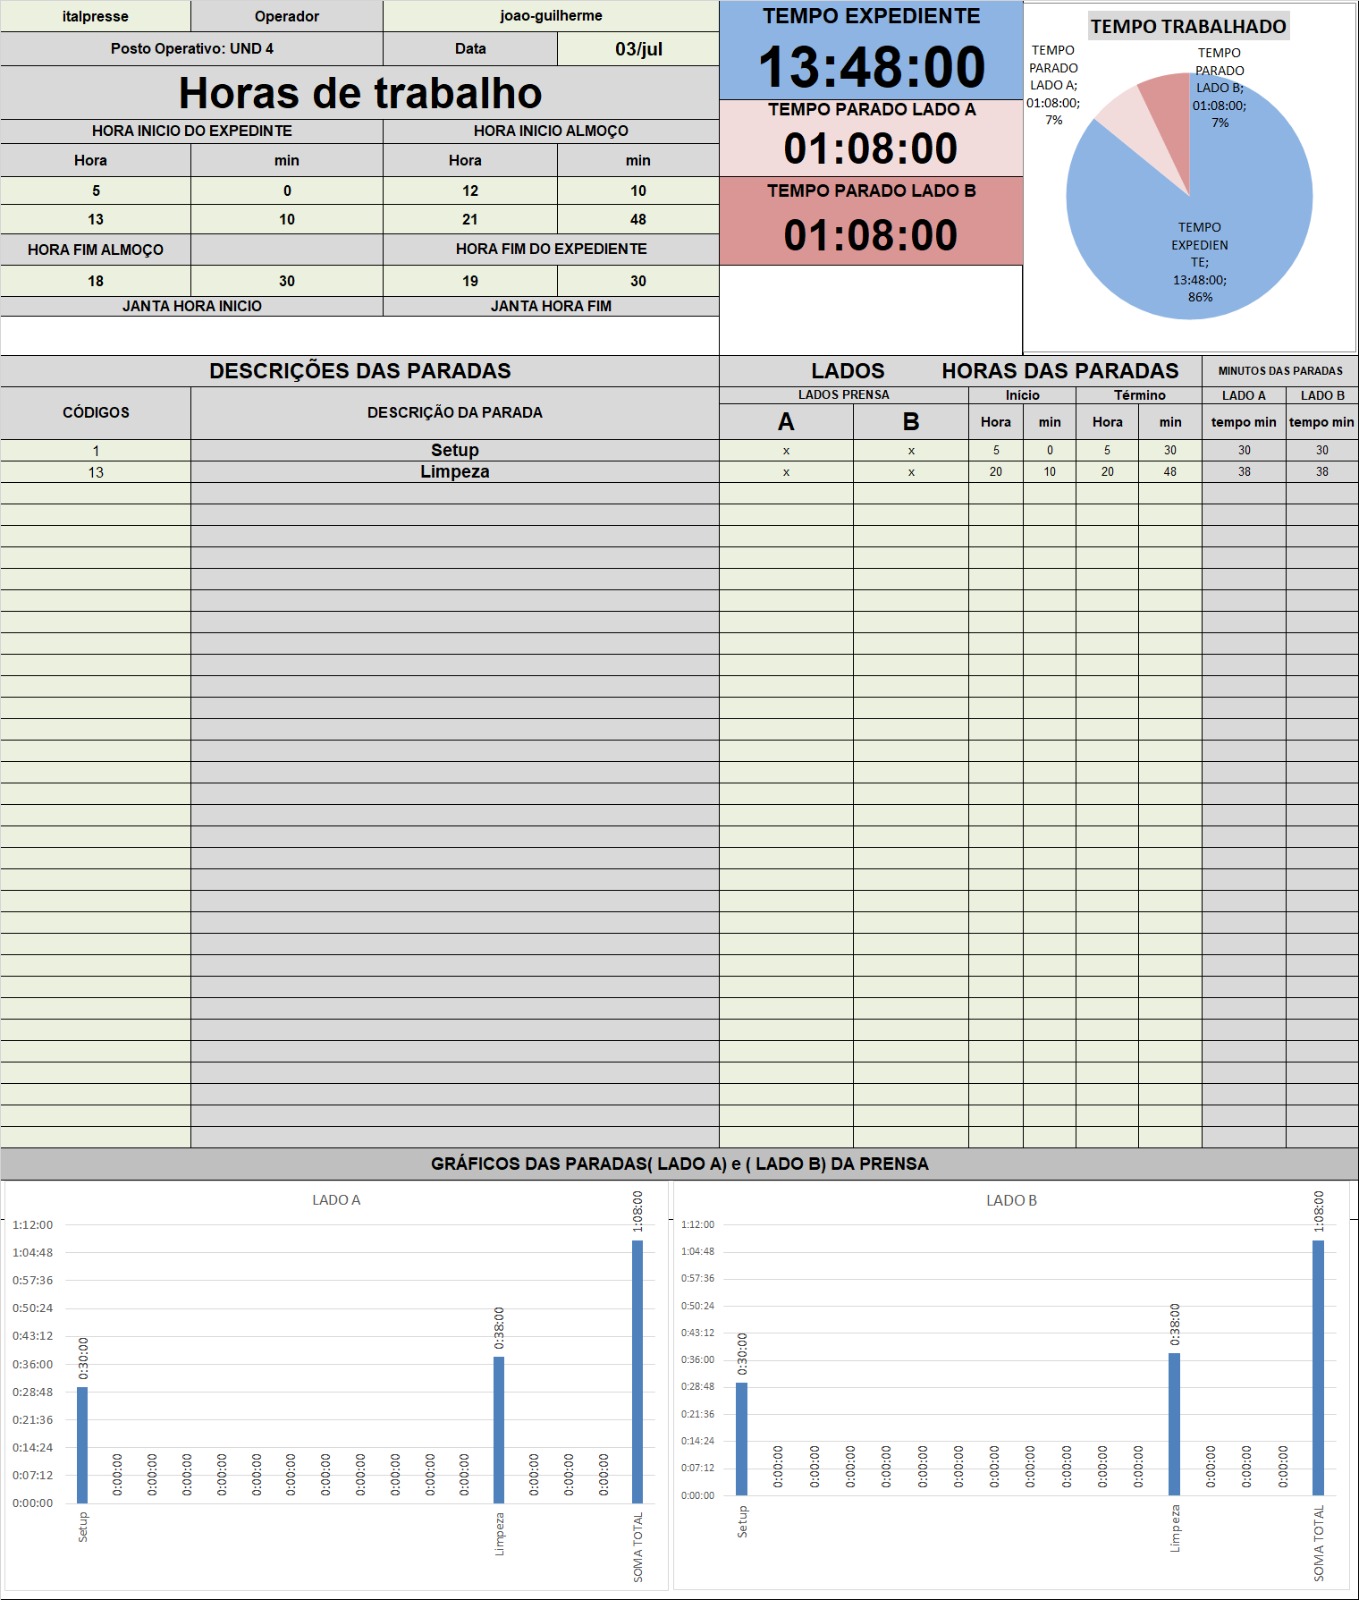 italpresse Operador joao-guilherme
Posto Operativo: UND 4 Data 03/jul
Horas de trabalho
HORA INICIO DO EXPEDINTE HORA INICIO ALMOÇO
Hora min Hora min
5 0 12 10
13 10 21 48
HORA FIM ALMOÇO HORA FIM DO EXPEDIENTE
18 30 19 30
JANTA HORA INICIO JANTA HORA FIM
TEMPO EXPEDIENTE
13:48:00
TEMPO PARADO LADO A
01:08:00
TEMPO PARADO LADO B
01:08:00
TEMPO TRABALHADO
TEMPO
PARADO
LADO A;
01:08:00;
7%
TEMPO
PARADO
LADO B;
01:08:00;
7%
TEMPO
EXPEDIEN
TE;
13:48:00;
86%
DESCRIÇÕES DAS PARADAS LADOS HORAS DAS PARADAS MINUTOS DAS PARADAS
CÓDIGOS DESCRIÇÃO DA PARADA LADOS PRENSA Início Término LADO A LADO B
A B Hora min Hora min tempo min tempo min
1 Setup x x 5 0 5 30 30 30
13 Limpeza x x 20 10 20 48 38 38
GRÁFICOS DAS PARADAS( LADO A) e ( LADO B) DA PRENSA
LADO A
1:12:00
1:04:48
0:57:36
0:50:24
0:43:12
0:36:00
0:28:48
0:21:36
0:14:24
0:07:12
0:00:00
0:30:00 0:00:00 0:00:00 0:00:00 0:00:00 0:00:00 0:00:00 0:00:00 0:00:00 0:00:00 0:00:00 0:00:00 0:38:00 0:00:00 0:00:00 0:00:00 1:08:00
Setup Limpeza SOMA TOTAL
LADO B
1:12:00
1:04:48
0:57:36
0:50:24
0:43:12
0:36:00
0:28:48
0:21:36
0:14:24
0:07:12
0:00:00
0:30:00 0:00:00 0:00:00 0:00:00 0:00:00 0:00:00 0:00:00 0:00:00 0:00:00 0:00:00 0:00:00 0:00:00 0:38:00 0:00:00 0:00:00 0:00:00 1:08:00
Setup Limpeza SOMA TOTAL